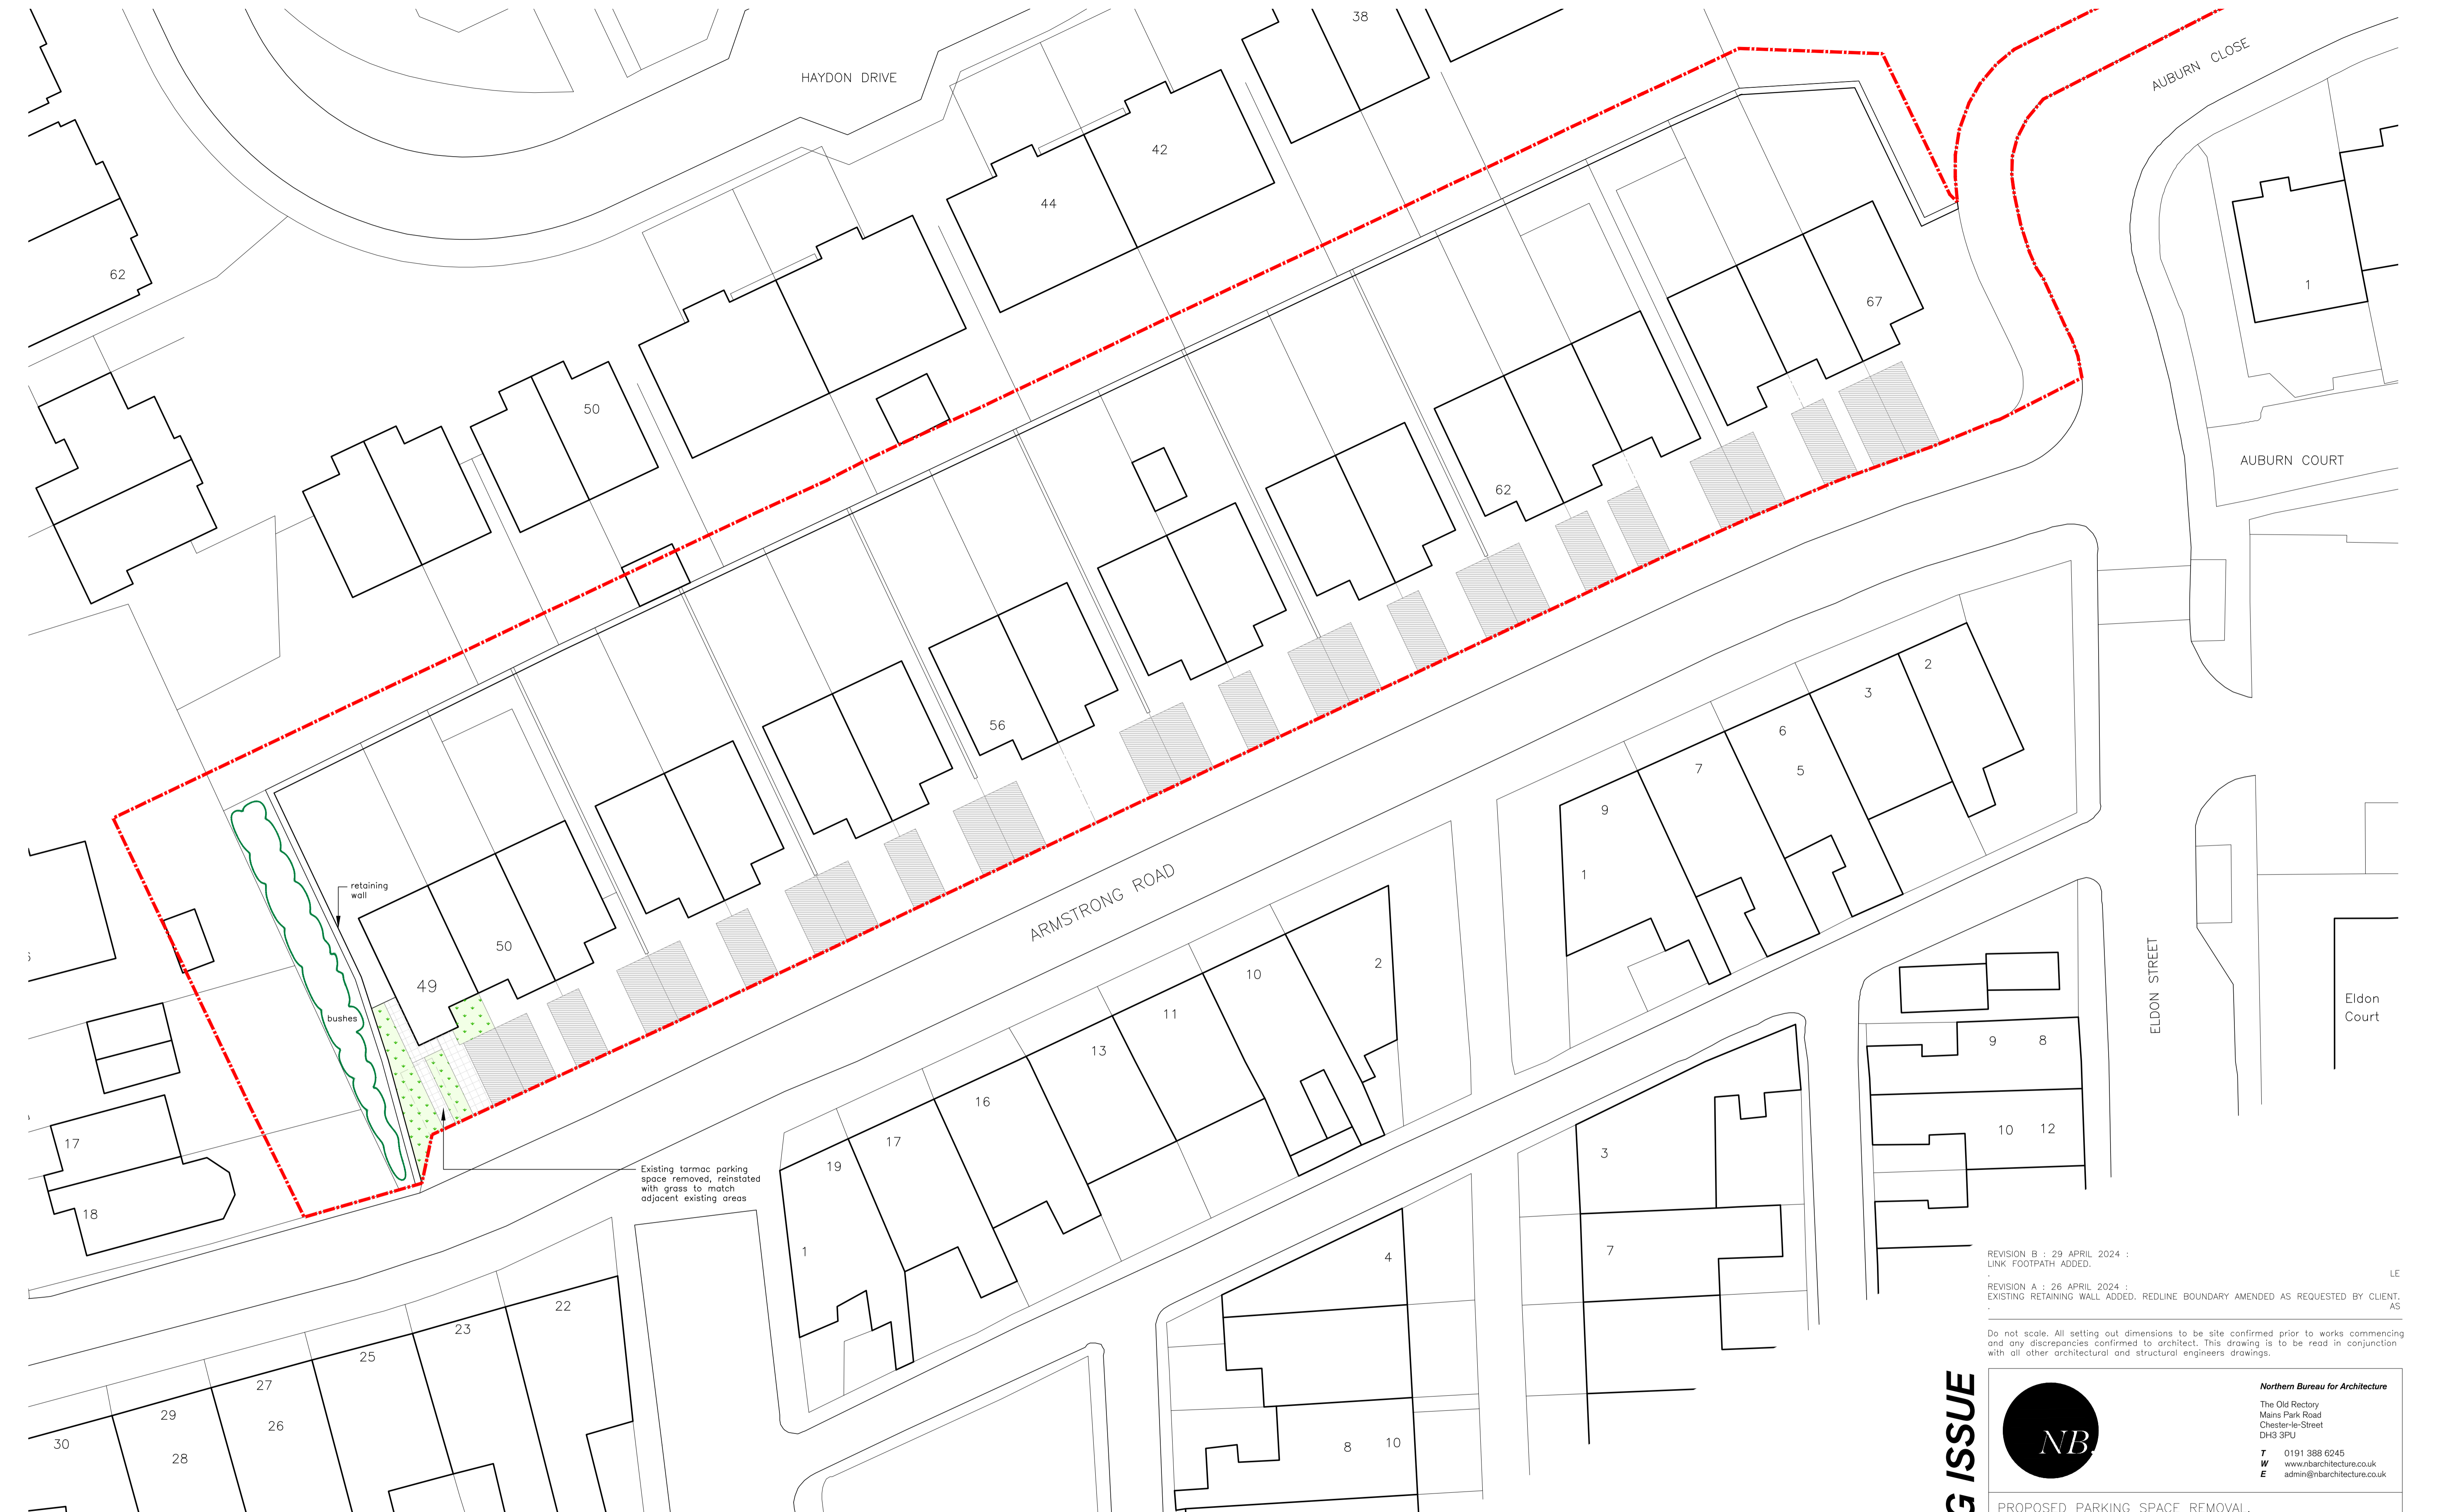 38
HAYDON DRIVE
AUBURN CLOSE
42
44
62
1
67
50
AUBURN COURT
62
2
3
6
7
5
56
9
1
retaining
wall
ARMSTRONG ROAD
50
49
2
10
11
bushes
13
16
17
19
ELDON STREET
Eldon
Court
9 8
10 12
17
18
Existing tarmac parking
space removed, reinstated
with grass to match
adjacent existing areas
3
7
4
1
22
23
25
27
26
29
28
30
8 10
REVISION B : 29 APRIL 2024 :
LINK FOOTPATH ADDED.
. LE
REVISION A : 26 APRIL 2024 :
EXISTING RETAINING WALL ADDED. REDLINE BOUNDARY AMENDED AS REQUESTED BY CLIENT.
. AS
Do not scale. All setting out dimensions to be site confirmed prior to works commencing
and any discrepancies confirmed to architect. This drawing is to be read in conjunction
with all other architectural and structural engineers drawings.
ISSUE
NB.
Northern Bureau for Architecture
The Old Rectory
Mains Park Road
Chester-le-Street
DH3 3PU
T 0191 388 6245
W www.nbarchitecture.co.uk
E admin@nbarchitecture.co.uk
PROPOSED PARKING SPACE REMOVAL,